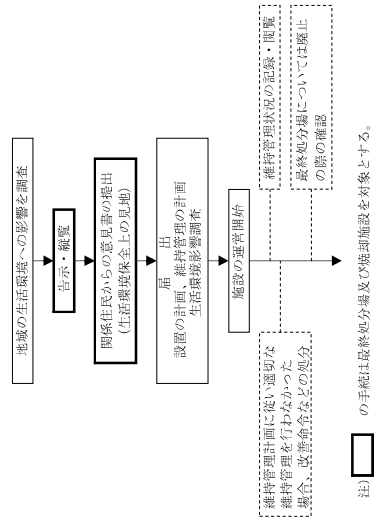 地域の生活環境への影響を調査
告示・縦覧
関係住民からの意見書の提出
(生活環境保全上の見地)
届　出
設置の計画、維持管理の計画
生活環境影響調査
施設の運営開始
維持管理計画に従い適切な
維持管理を行わなかった
場合、改善命令などの処分
維持管理状況の記録・閲覧
最終処分場については廃止
の際の確認
注)　の手続は最終処分場及び焼却施設を対象とする。